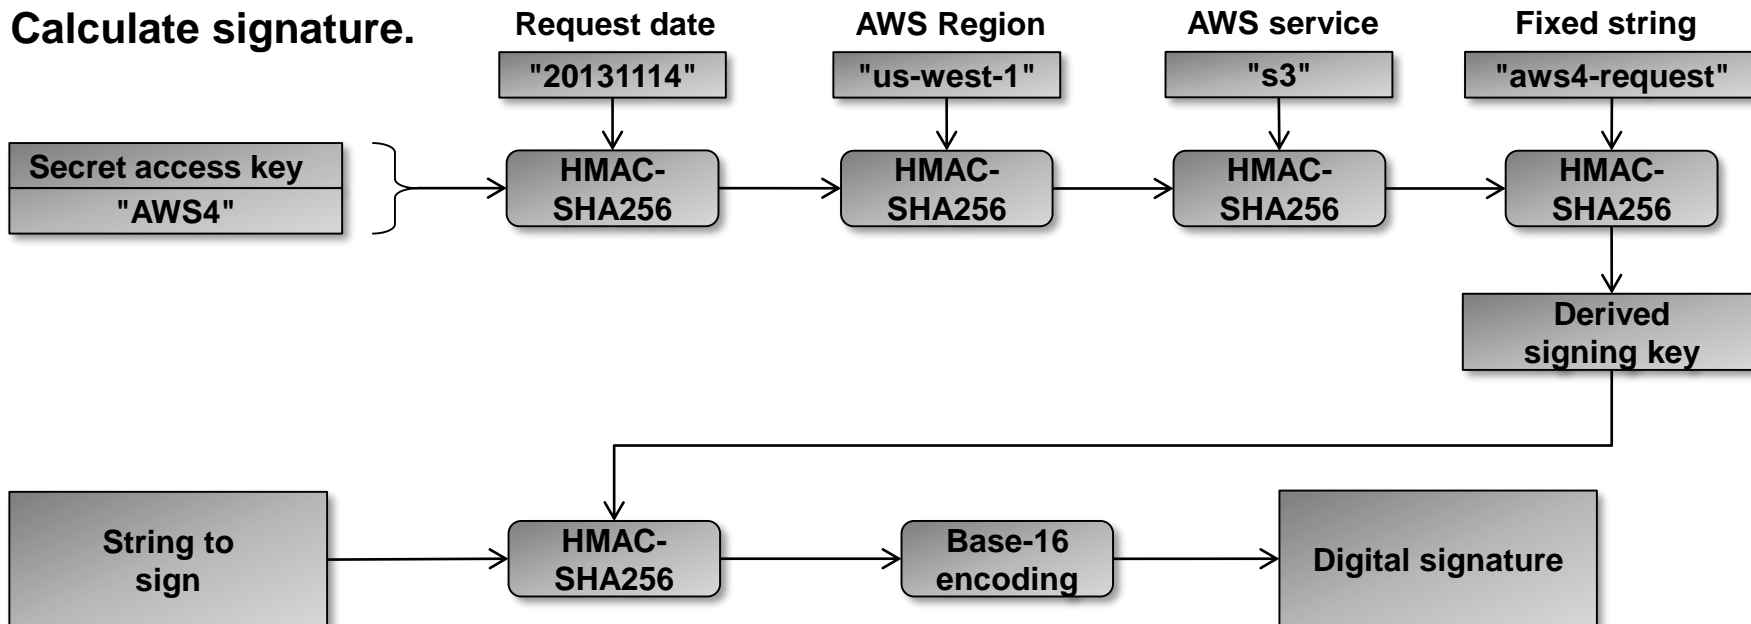 Calculate signature.
Request date
AWS Region
AWS service
Fixed string
"20131114"
"us-west-1"
"s3"
"aws4-request"
Secret access key
"AWS4"
HMAC-
SHA256
HMAC-
SHA256
HMAC-
SHA256
HMAC-
SHA256
Derived
signing key
String to
sign
HMAC-
SHA256
Base-16
encoding
Digital signature